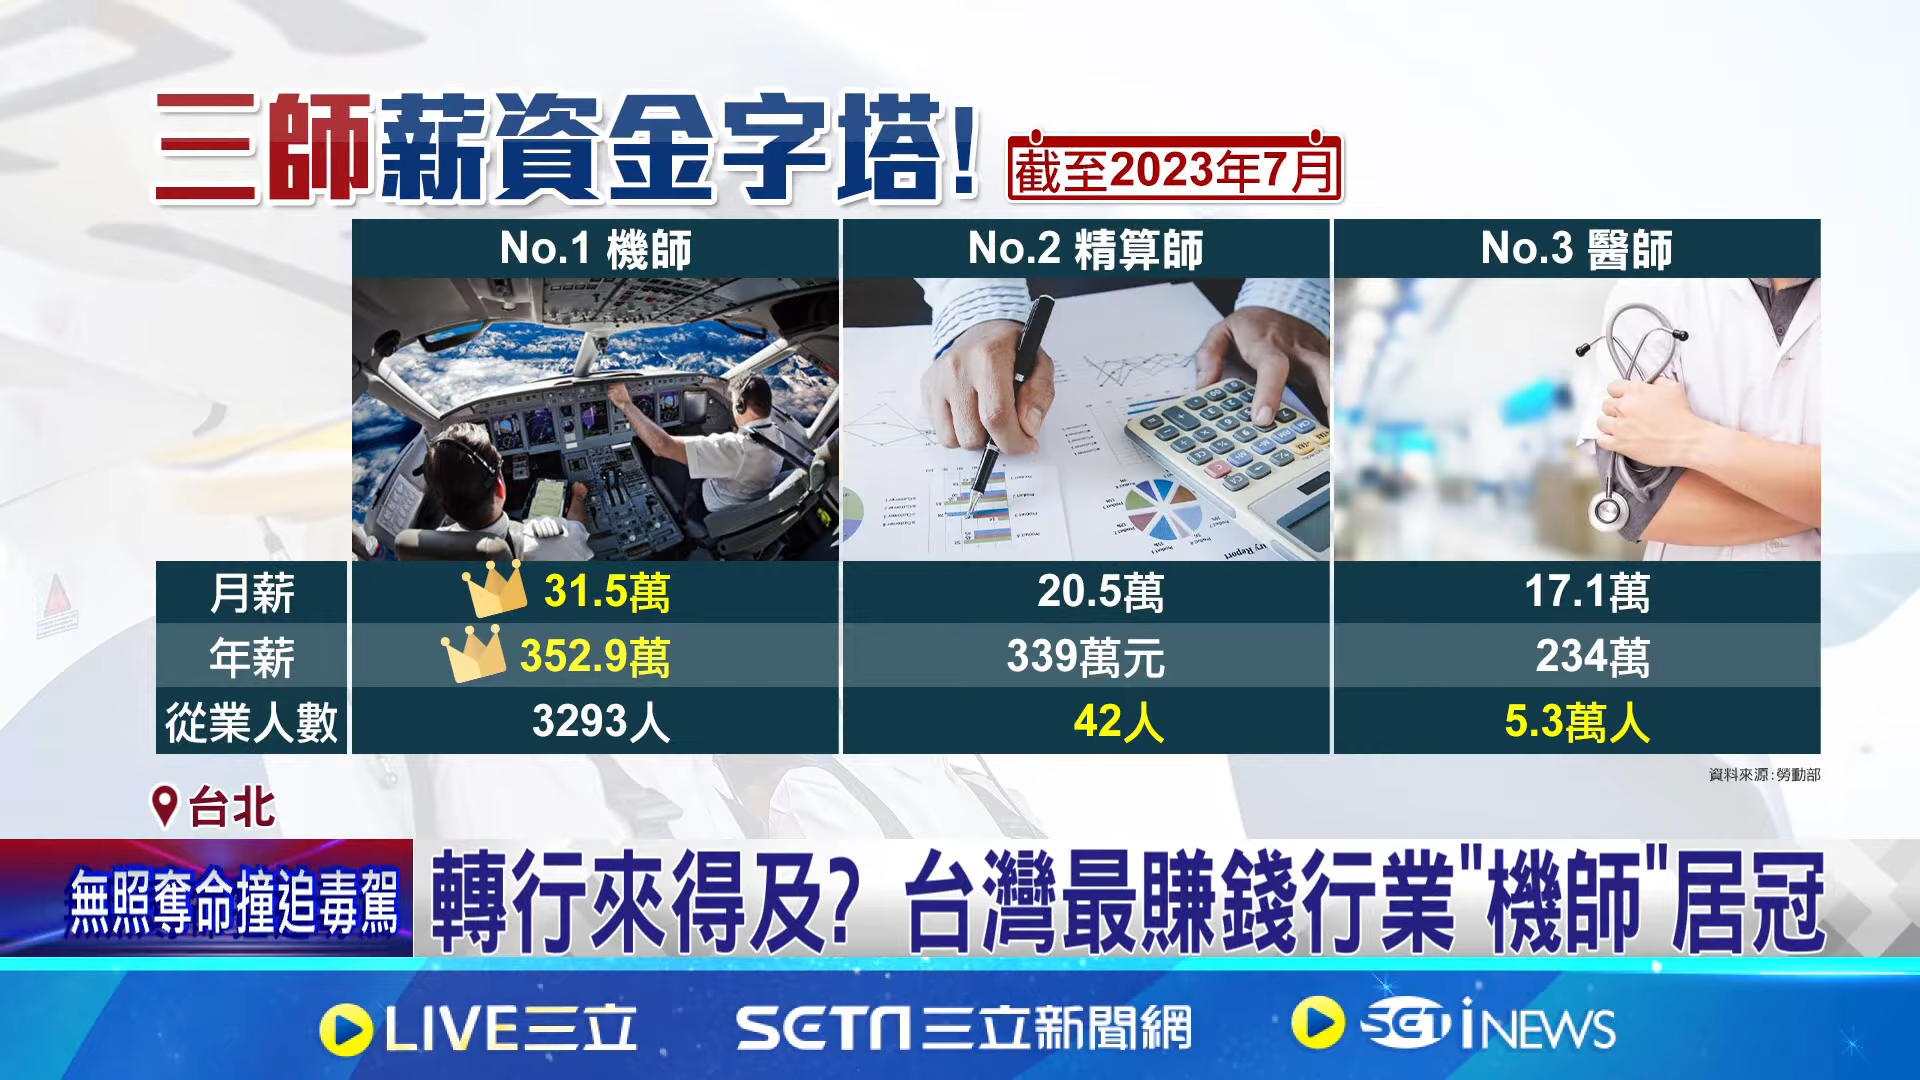 三師薪資金字塔!
截至2023年7月
No.1 機師
No.2 精算師
No.3 醫師
月薪
31.5萬
20.5萬
17.1萬
年薪
352.9萬
339萬元
234萬
從業人數
3293人
42人
5.3萬人
資料來源:勞動部
台北
無照奪命撞追毒駕
轉行來得及? 台灣最賺錢行業"機師"居冠
LIVE三立
SETN三立新聞網
SETiNEWS